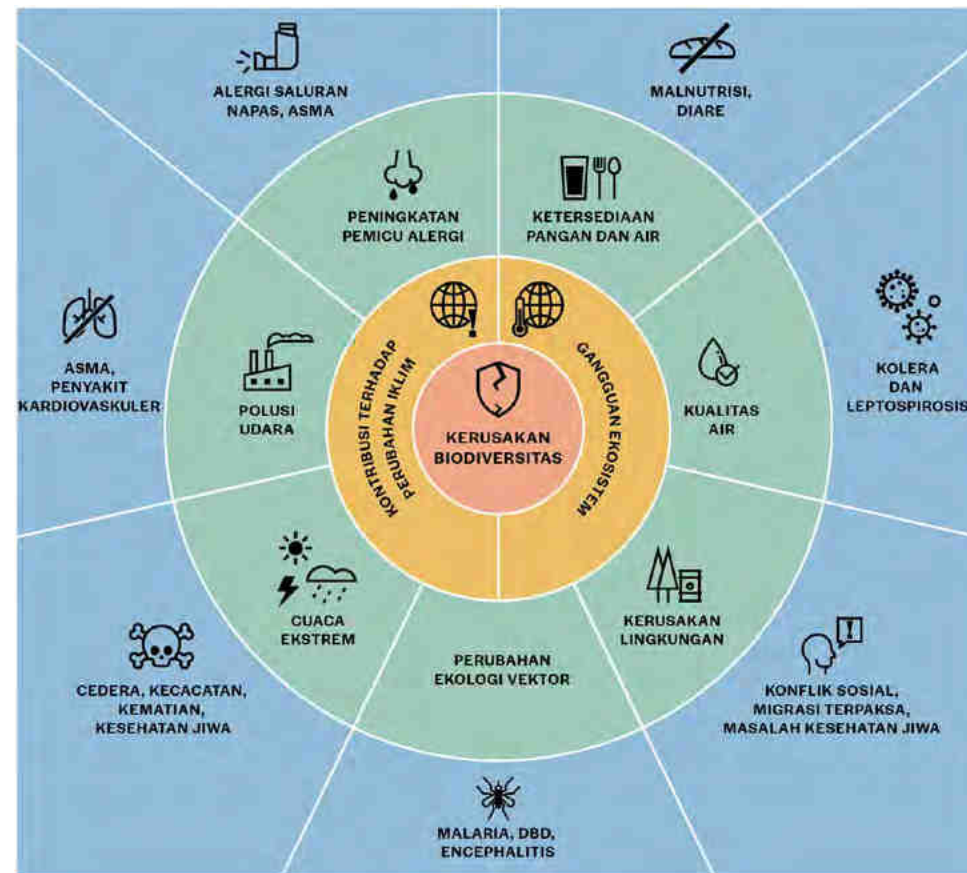 ALERGI SALURAN
NAPAS, ASMA
MALNUTRISI,
DIARE
PENINGKATAN
PEMICU ALERGI
KETERSEDIAAN
PANGAN DAN AIR
ASMA,
PENYAKIT
KARDIOVASKULER
POLUSI
UDARA
KONTRIBUSI TERHADAP
PERUBAHAN IKLIM
KERUSAKAN
BIODIVERSITAS
GANGGUAN EKOSISTEM
KUALITAS
AIR
KOLERA
DAN
LEPTOSPIROSIS
CUACA
EKSTREM
PERUBAHAN
EKOLOGI VEKTOR
KERUSAKAN
LINGKUNGAN
CEDERA, KECACATAN,
KEMATIAN,
KESEHATAN JIWA
KONFLIK SOSIAL,
MIGRASI TERPAKSA,
MASALAH KESEHATAN JIWA
MALARIA, DBD,
ENCEPHALITIS